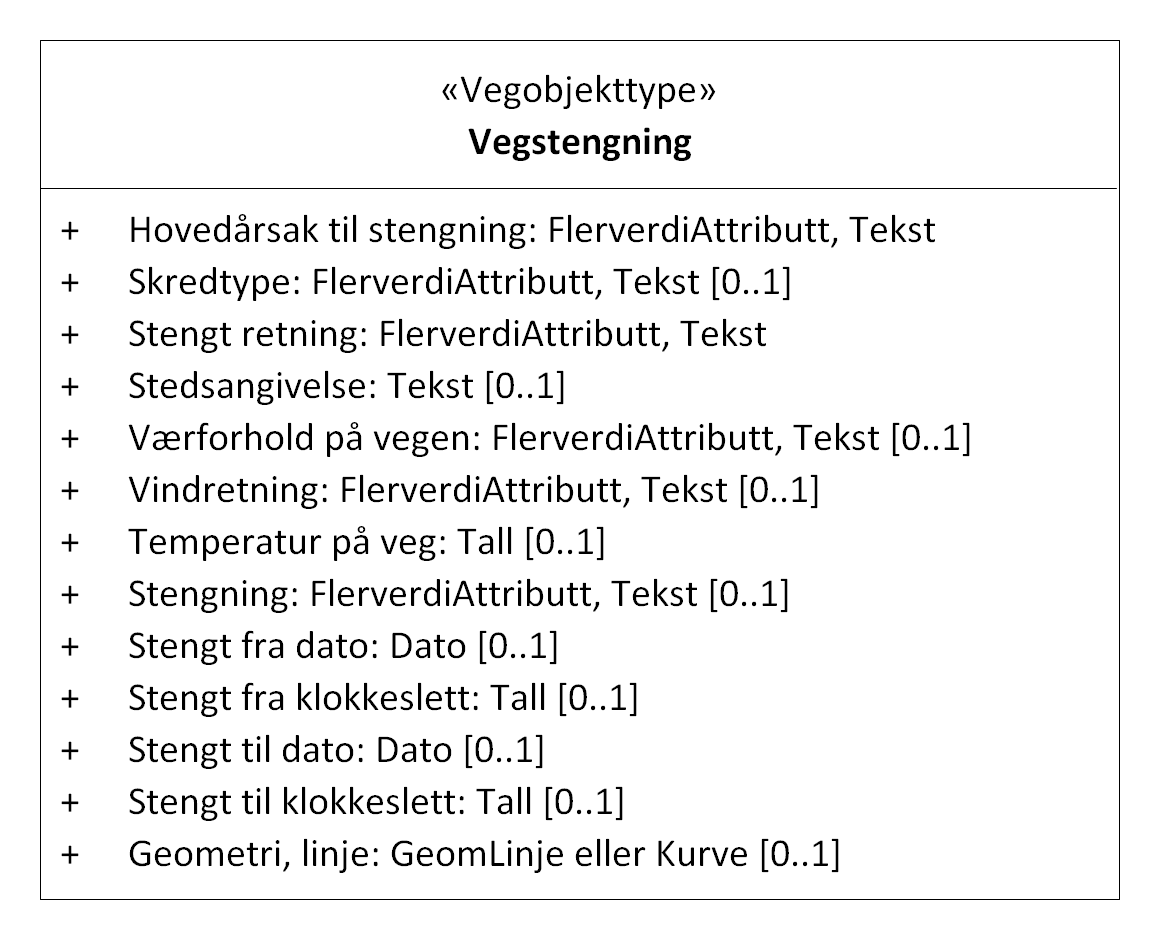 «Vegobjekttype»
Vegstengning
+ Hovedårsak til stengning: FlerverdiAttributt, Tekst
+ Skredtype: FlerverdiAttributt, Tekst [0..1]
+ Stengt retning: FlerverdiAttributt, Tekst
+ Stedsangivelse: Tekst [0..1]
+ Værforhold på vegen: FlerverdiAttributt, Tekst [0..1]
+ Vindretning: FlerverdiAttributt, Tekst [0..1]
+ Temperatur på veg: Tall [0..1]
+ Stengning: FlerverdiAttributt, Tekst [0..1]
+ Stengt fra dato: Dato [0..1]
+ Stengt fra klokkeslett: Tall [0..1]
+ Stengt til dato: Dato [0..1]
+ Stengt til klokkeslett: Tall [0..1]
+ Geometri, linje: GeomLinje eller Kurve [0..1]